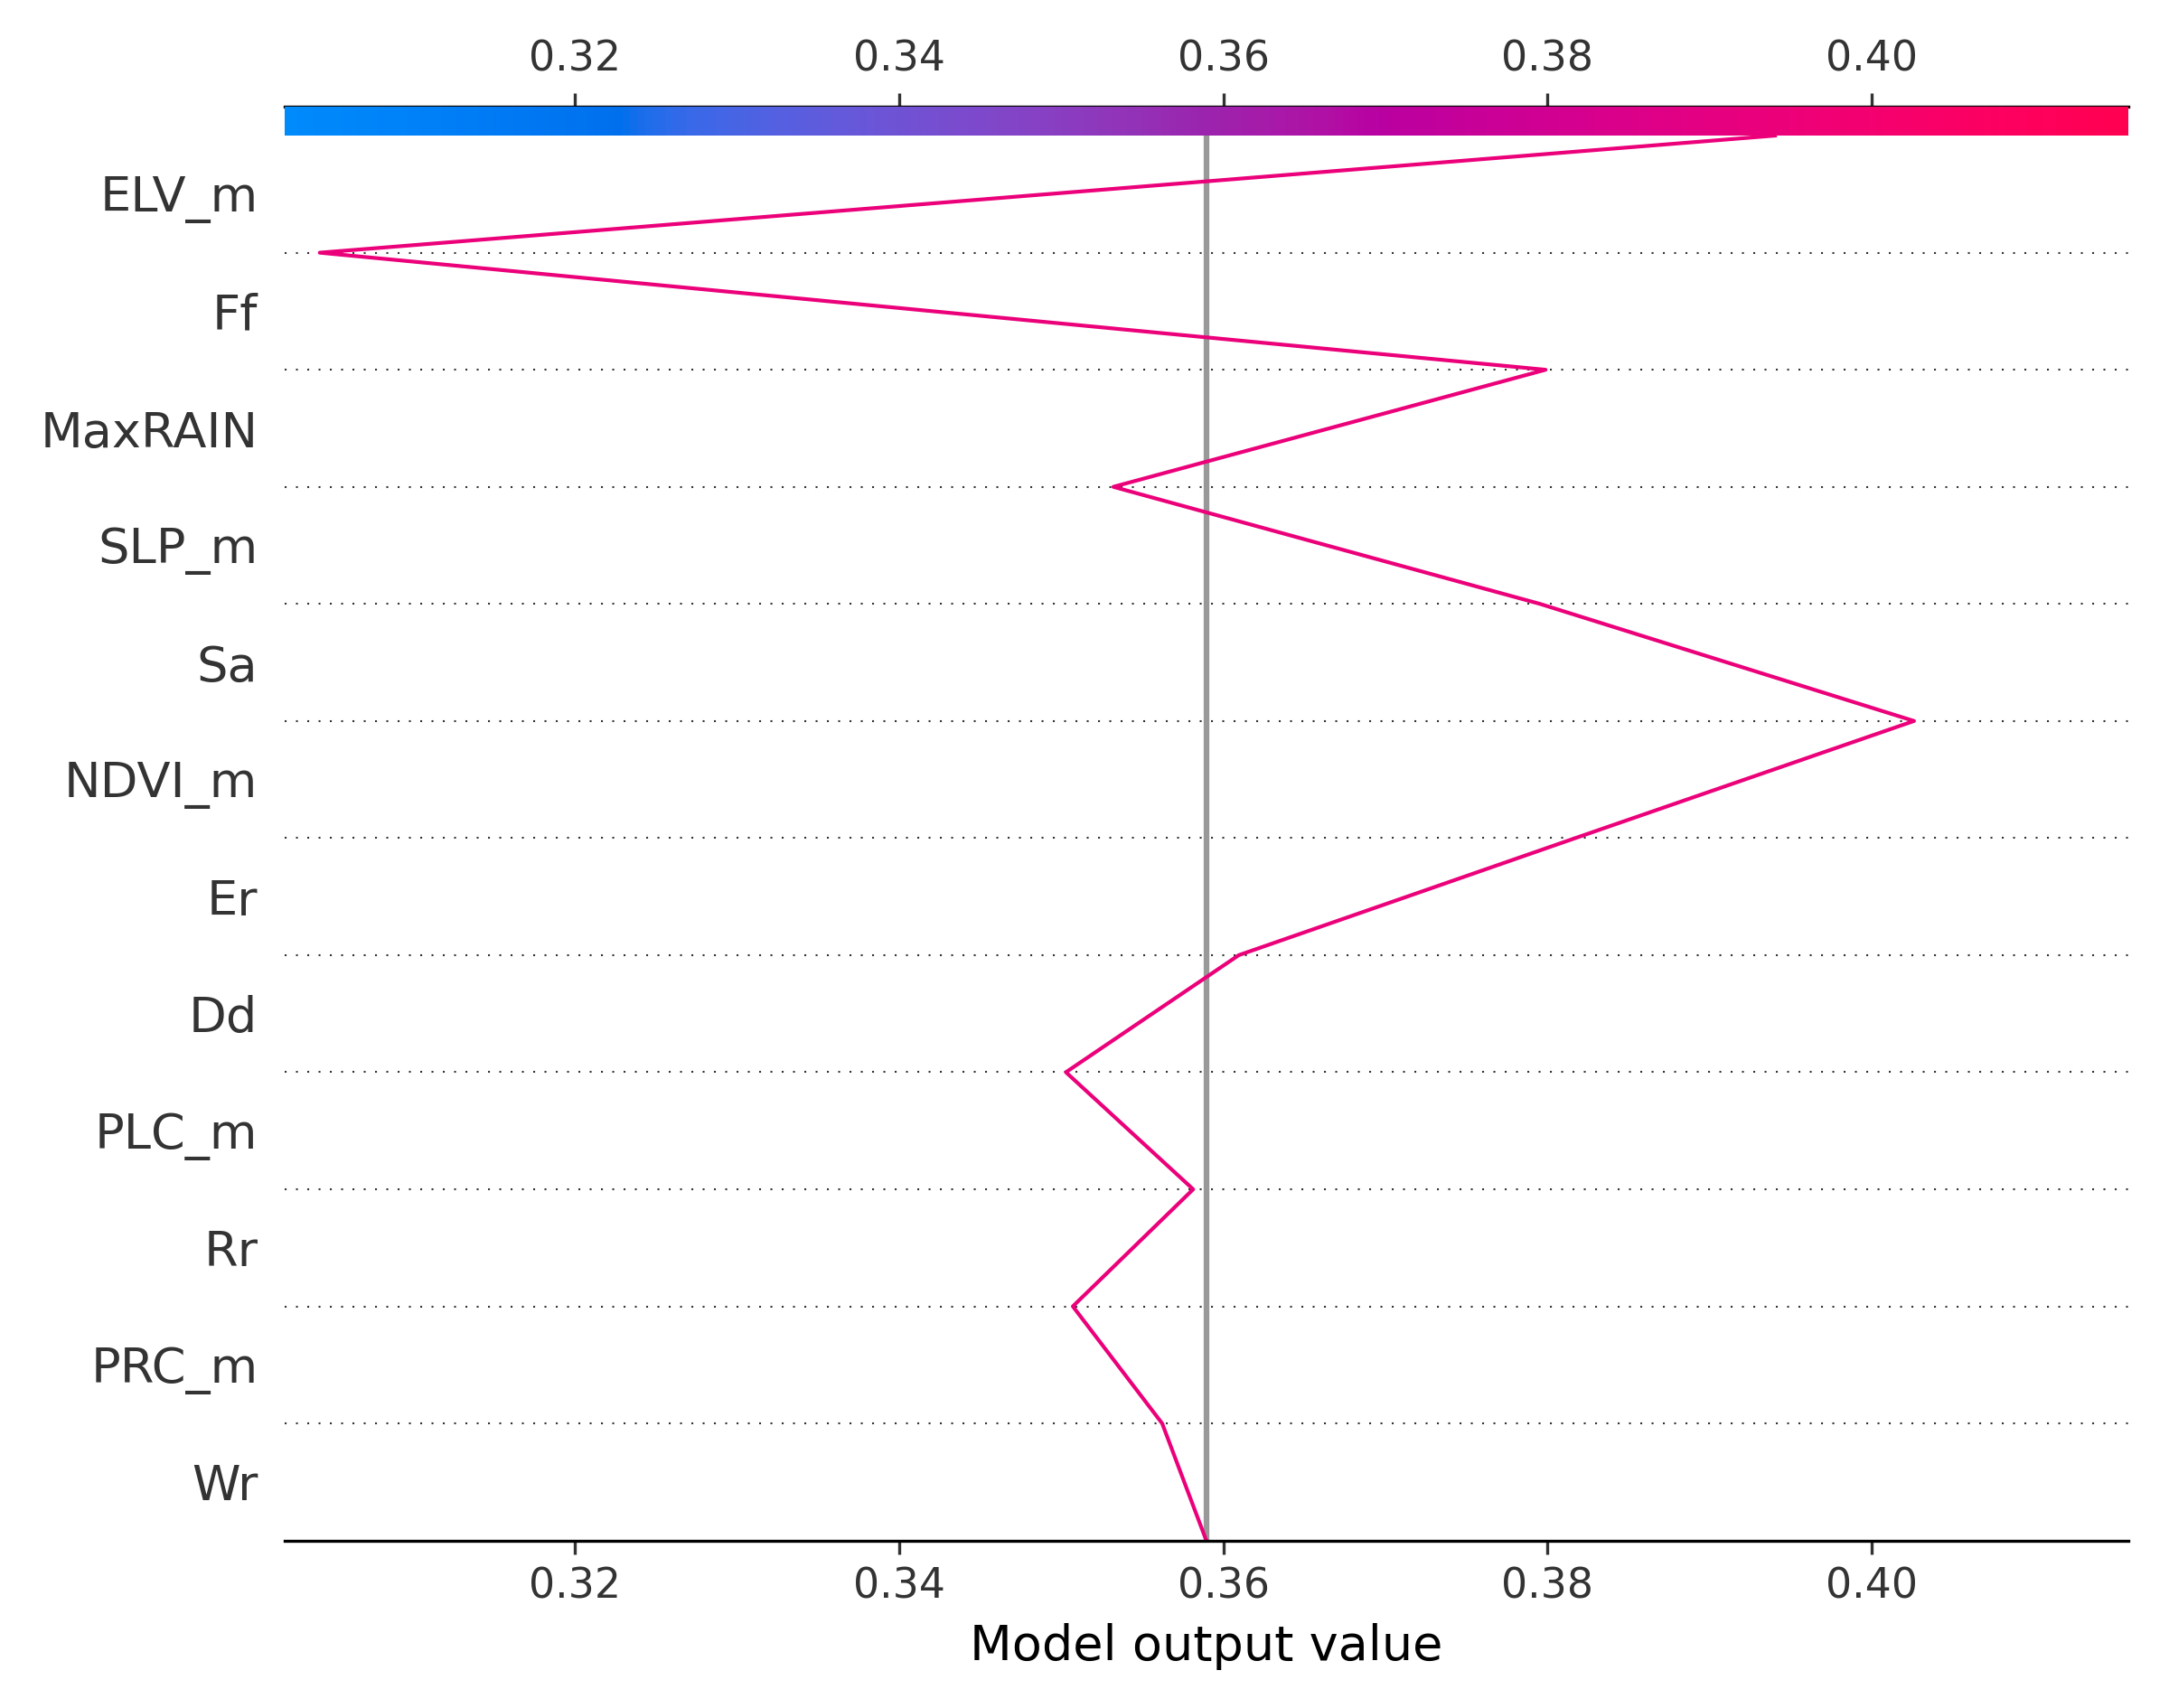 0.32 0.34 0.36 0.38 0.40
ELV_m
Ff
MaxRAIN
SLP_m
Sa
NDVI_m
Er
Dd
PLC_m
Rr
PRC_m
Wr
0.32 0.34 0.36 0.38 0.40
Model output value